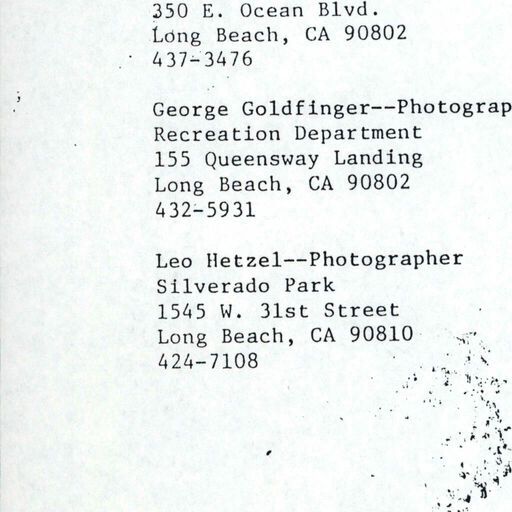 350 E. Ocean Blvd.
Long Beach, CA 90802
437-3476
George Goldfinger--Photograp
Recreation Department
155 Queensway Landing
Long Beach, CA 90802
432-5931
Leo Hetzel--Photographer
Silverado Park
1545 W. 31st Street
Long Beach, CA 90810
424-7108